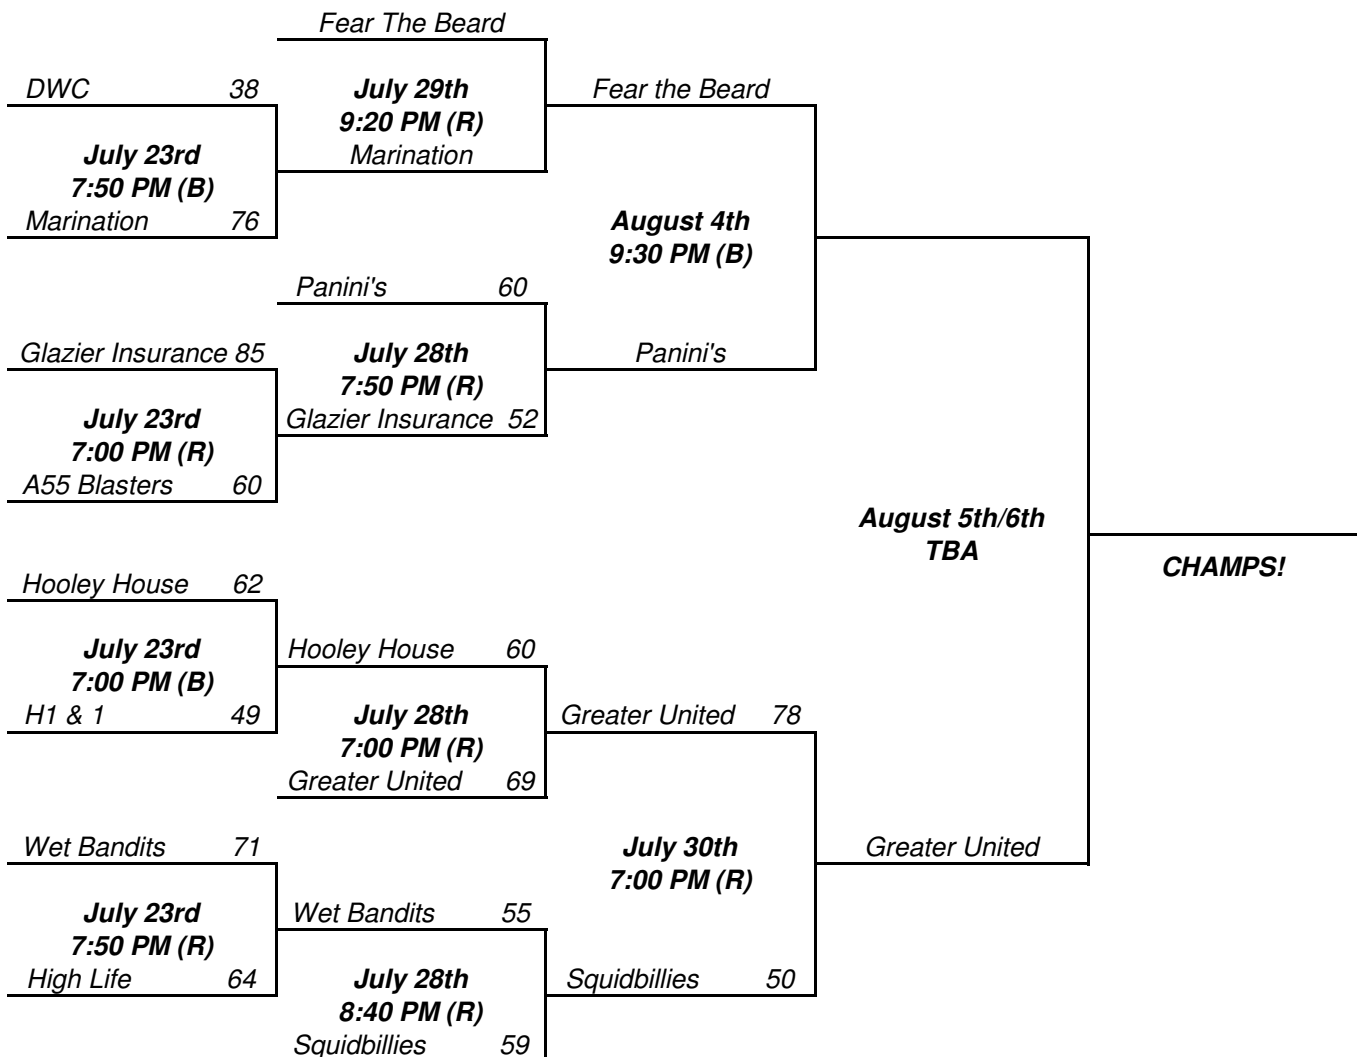 Fear The Beard
DWC 38
July 29th
9:20 PM (R)
Fear the Beard
July 23rd
7:50 PM (B)
Marination
Marination 76
August 4th
9:30 PM (B)
Panini's 60
Glazier Insurance 85
July 28th
7:50 PM (R)
Panini's
July 23rd
7:00 PM (R)
Glazier Insurance 52
A55 Blasters 60
August 5th/6th
TBA
CHAMPS!
Hooley House 62
July 23rd
7:00 PM (B)
Hooley House 60
H1 & 1 49
July 28th
7:00 PM (R)
Greater United 78
Greater United 69
Wet Bandits 71
July 30th
7:00 PM (R)
Greater United
July 23rd
7:50 PM (R)
Wet Bandits 55
High Life 64
July 28th
8:40 PM (R)
Squidbillies 50
Squidbillies 59